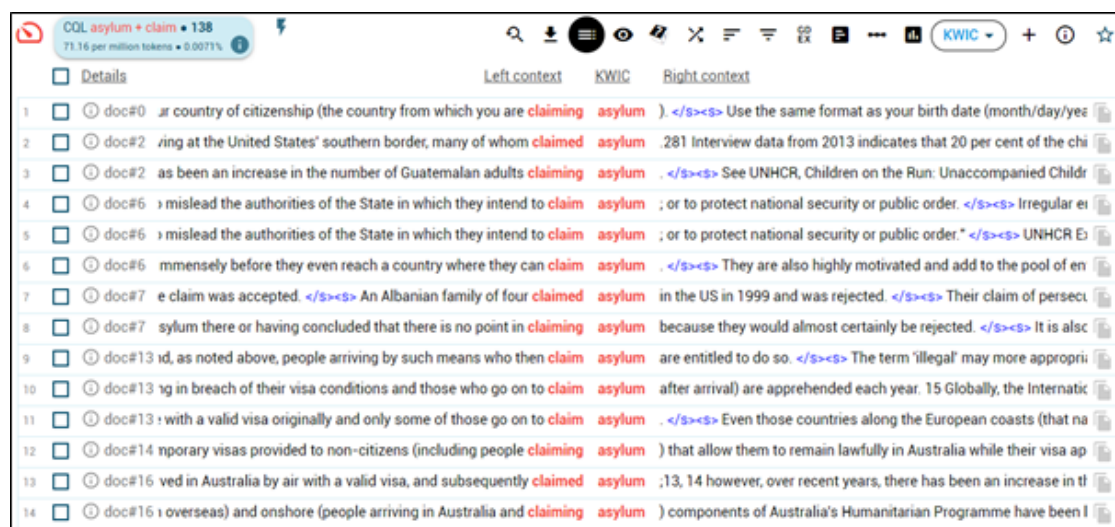 CQL asylum + claim • 138
71.16 per million tokens • 0.0071%
KWIC
Details Left context KWIC Right context
1 doc#0 ur country of citizenship (the country from which you are claiming asylum ). </s><s> Use the same format as your birth date (month/day/yea
2 doc#2 ving at the United States' southern border, many of whom claimed asylum .281 Interview data from 2013 indicates that 20 per cent of the chi
3 doc#2 as been an increase in the number of Guatemalan adults claiming asylum . </s><s> See UNHCR, Children on the Run: Unaccompanied Childr
4 doc#6 o mislead the authorities of the State in which they intend to claim asylum ; or to protect national security or public order. </s><s> Irregular en
5 doc#6 o mislead the authorities of the State in which they intend to claim asylum ; or to protect national security or public order." </s><s> UNHCR Ex
6 doc#6 mmensely before they even reach a country where they can claim asylum . </s><s> They are also highly motivated and add to the pool of en
7 doc#7 e claim was accepted. </s><s> An Albanian family of four claimed asylum in the US in 1999 and was rejected. </s><s> Their claim of persecu
8 doc#7 sylum there or having concluded that there is no point in claiming asylum because they would almost certainly be rejected. </s><s> It is also
9 doc#13 nd, as noted above, people arriving by such means who then claim asylum are entitled to do so. </s><s> The term 'illegal' may more appropria
10 doc#13 ng in breach of their visa conditions and those who go on to claim asylum after arrival) are apprehended each year. 15 Globally, the Internatic
11 doc#13 with a valid visa originally and only some of those go on to claim asylum . </s><s> Even those countries along the European coasts (that na
12 doc#14 mporary visas provided to non-citizens (including people claiming asylum ) that allow them to remain lawfully in Australia while their visa ap
13 doc#16 ved in Australia by air with a valid visa, and subsequently claimed asylum ;13, 14 however, over recent years, there has been an increase in th
14 doc#16 overseas) and onshore (people arriving in Australia and claiming asylum ) components of Australia's Humanitarian Programme have been